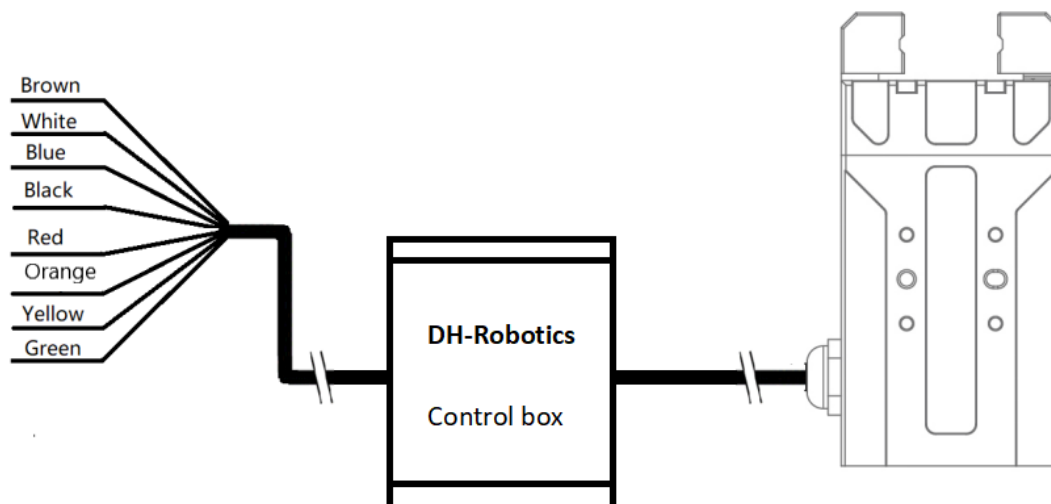 Brown
White
Blue
Black
Red
Orange
Yellow
Green
DH-Robotics
Control box